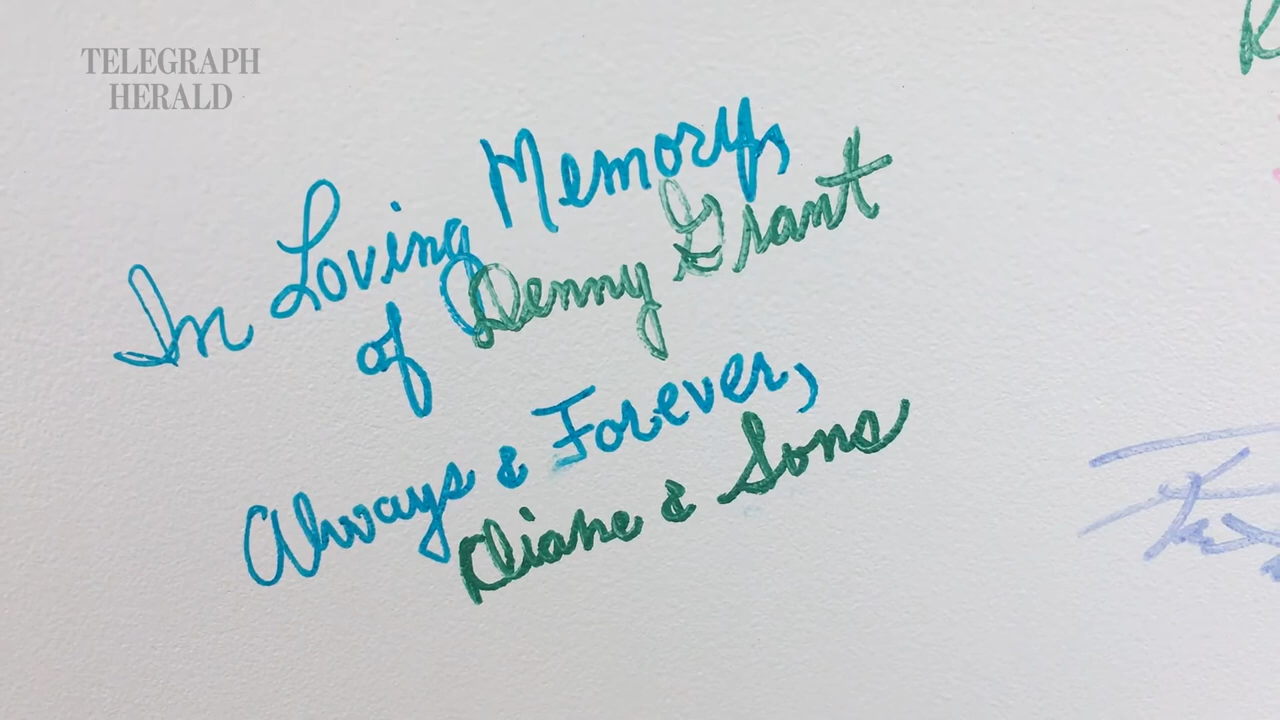 TELEGRAPH
HERALD
In Loving Memory,
of Denny Grant
Always & Forever,
Diane & Sons